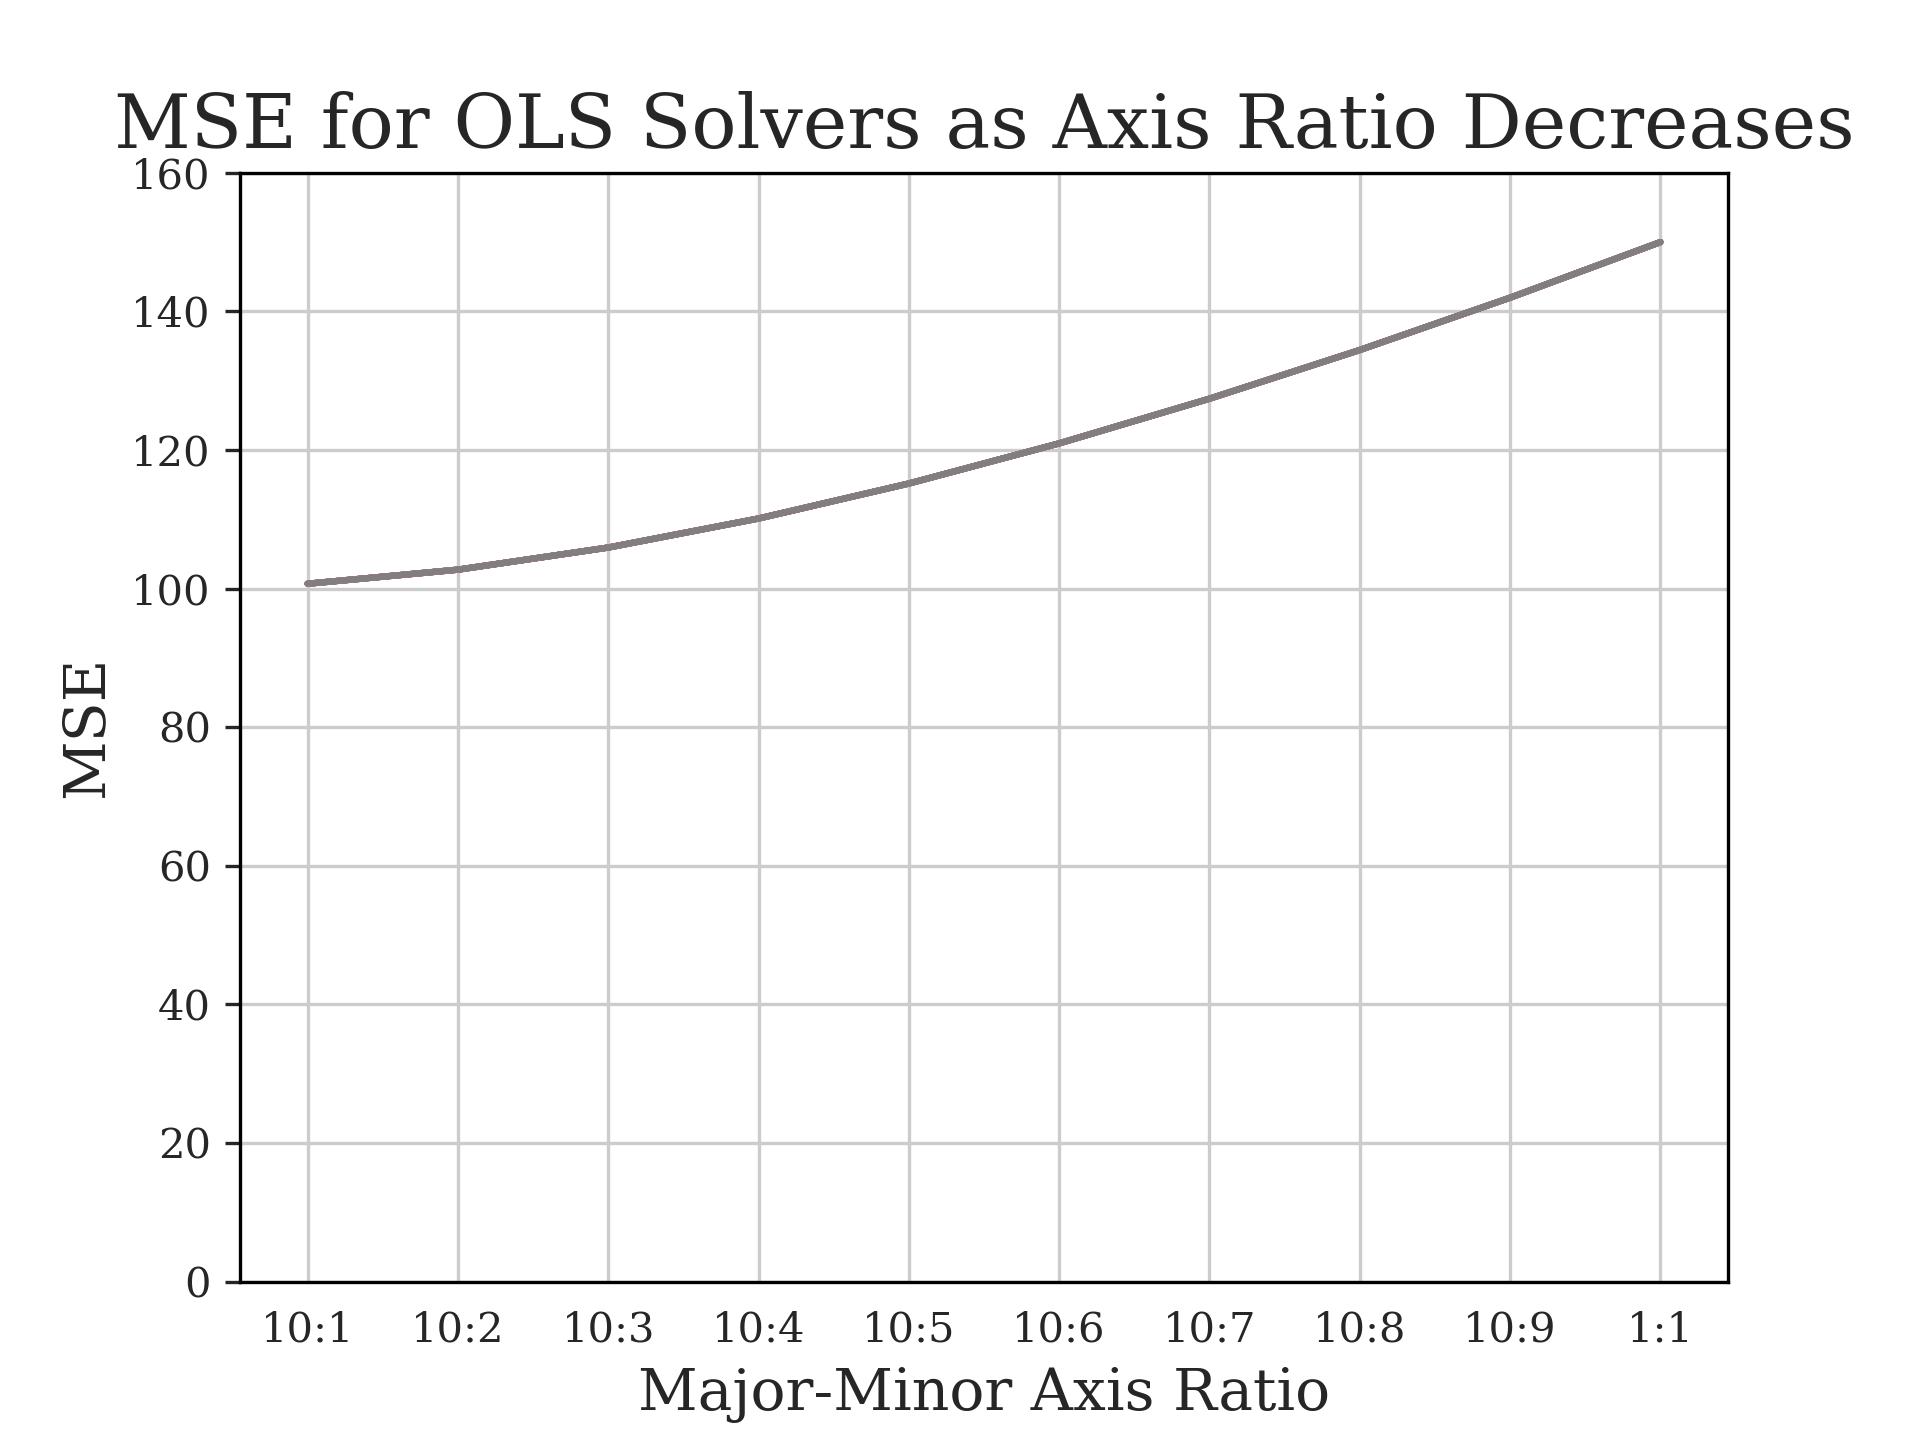 MSE for OLS Solvers as Axis Ratio Decreases
160
140
120
100
80
60
40
20
0
MSE
10:1 10:2 10:3 10:4 10:5 10:6 10:7 10:8 10:9 1:1
Major-Minor Axis Ratio